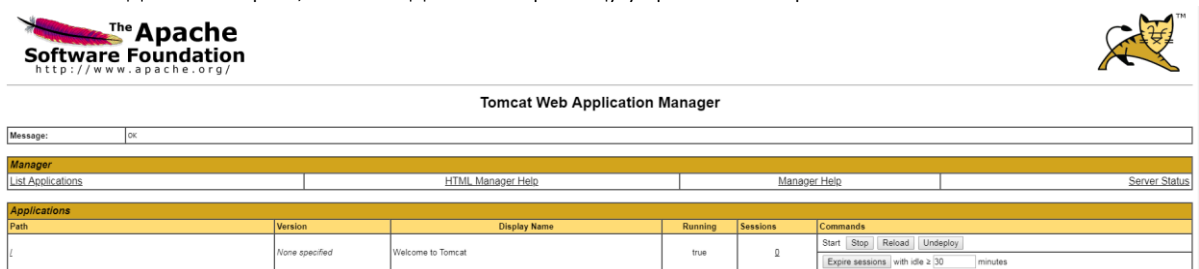 The Apache
Software Foundation
http://www.apache.org/
TM
Tomcat Web Application Manager
Message: OK
Manager
List Applications HTML Manager Help Manager Help Server Status
Applications
Path Version Display Name Running Sessions Commands
/ None specified Welcome to Tomcat true 0 Start Stop Reload Undeploy
Expire sessions with idle ≥ 30 minutes